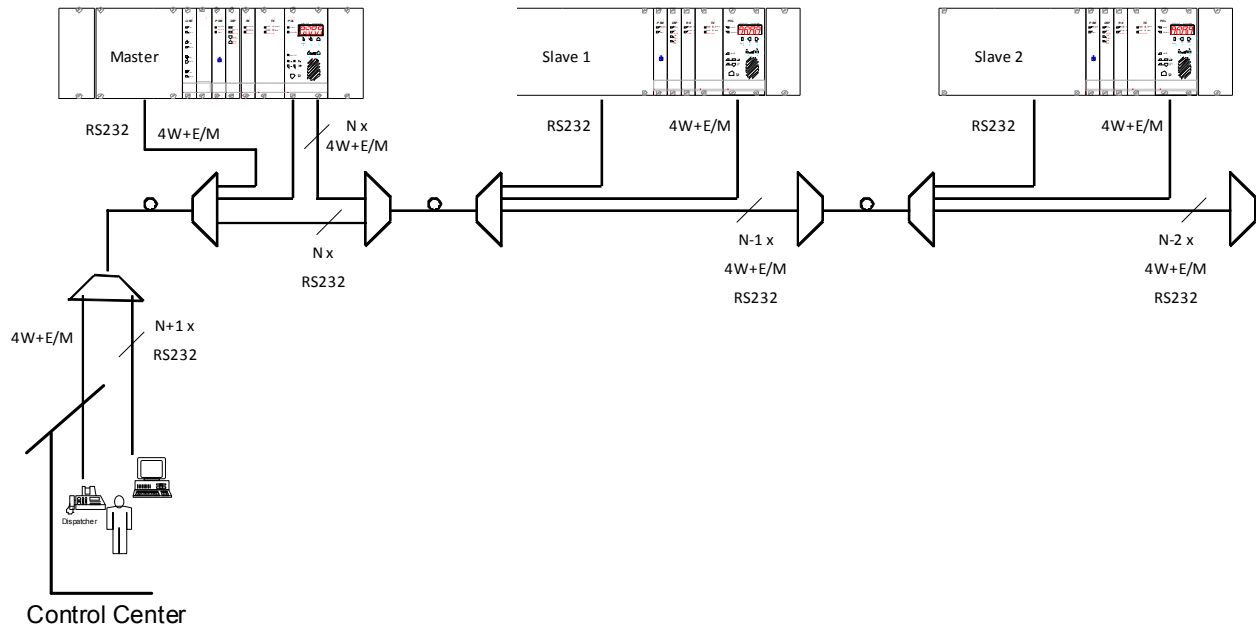 Master
Slave 1
Slave 2
RS232
4W+E/M
N x
4W+E/M
RS232
4W+E/M
RS232
4W+E/M
N x
RS232
N-1 x
4W+E/M
RS232
N-2 x
4W+E/M
RS232
4W+E/M
N+1 x
RS232
Dispatcher
Control Center